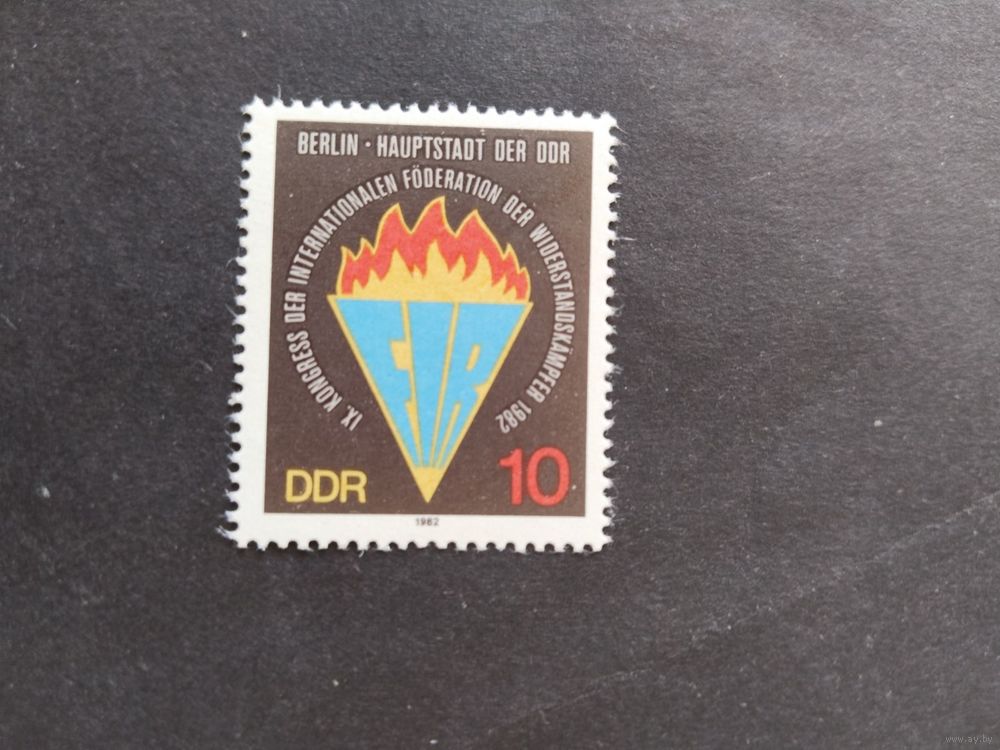 BERLIN · HAUPTSTADT DER DDR
IX. KONGRESS DER INTERNATIONALEN FÖDERATION DER WIDERSTANDSKÄMPFER 1982
FIR
DDR
10
1982
www.ay.by